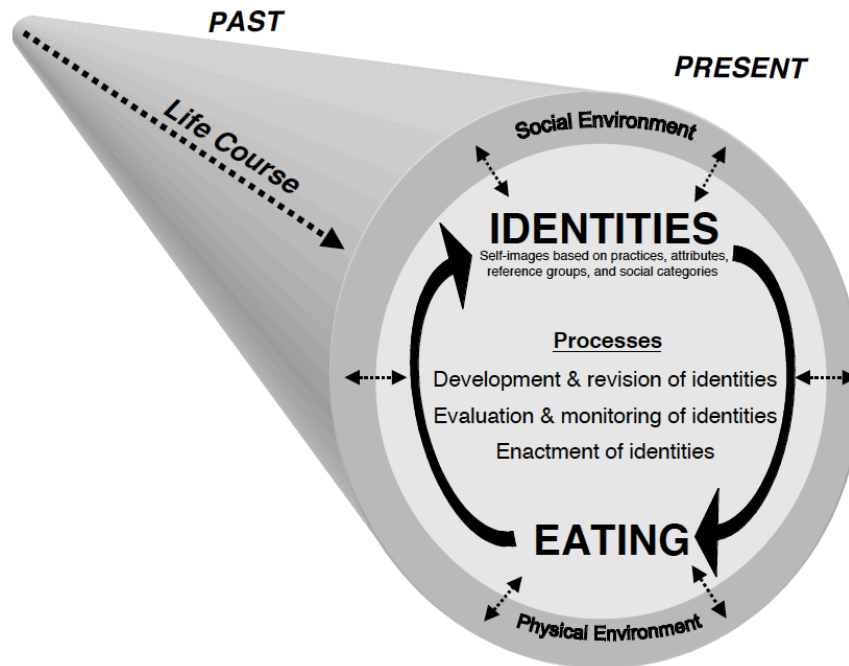 PAST
PRESENT
Life Course
Social Environment
IDENTITIES
Self-images based on practices, attributes,
reference groups, and social categories
Processes
Development & revision of identities
Evaluation & monitoring of identities
Enactment of identities
EATING
Physical Environment